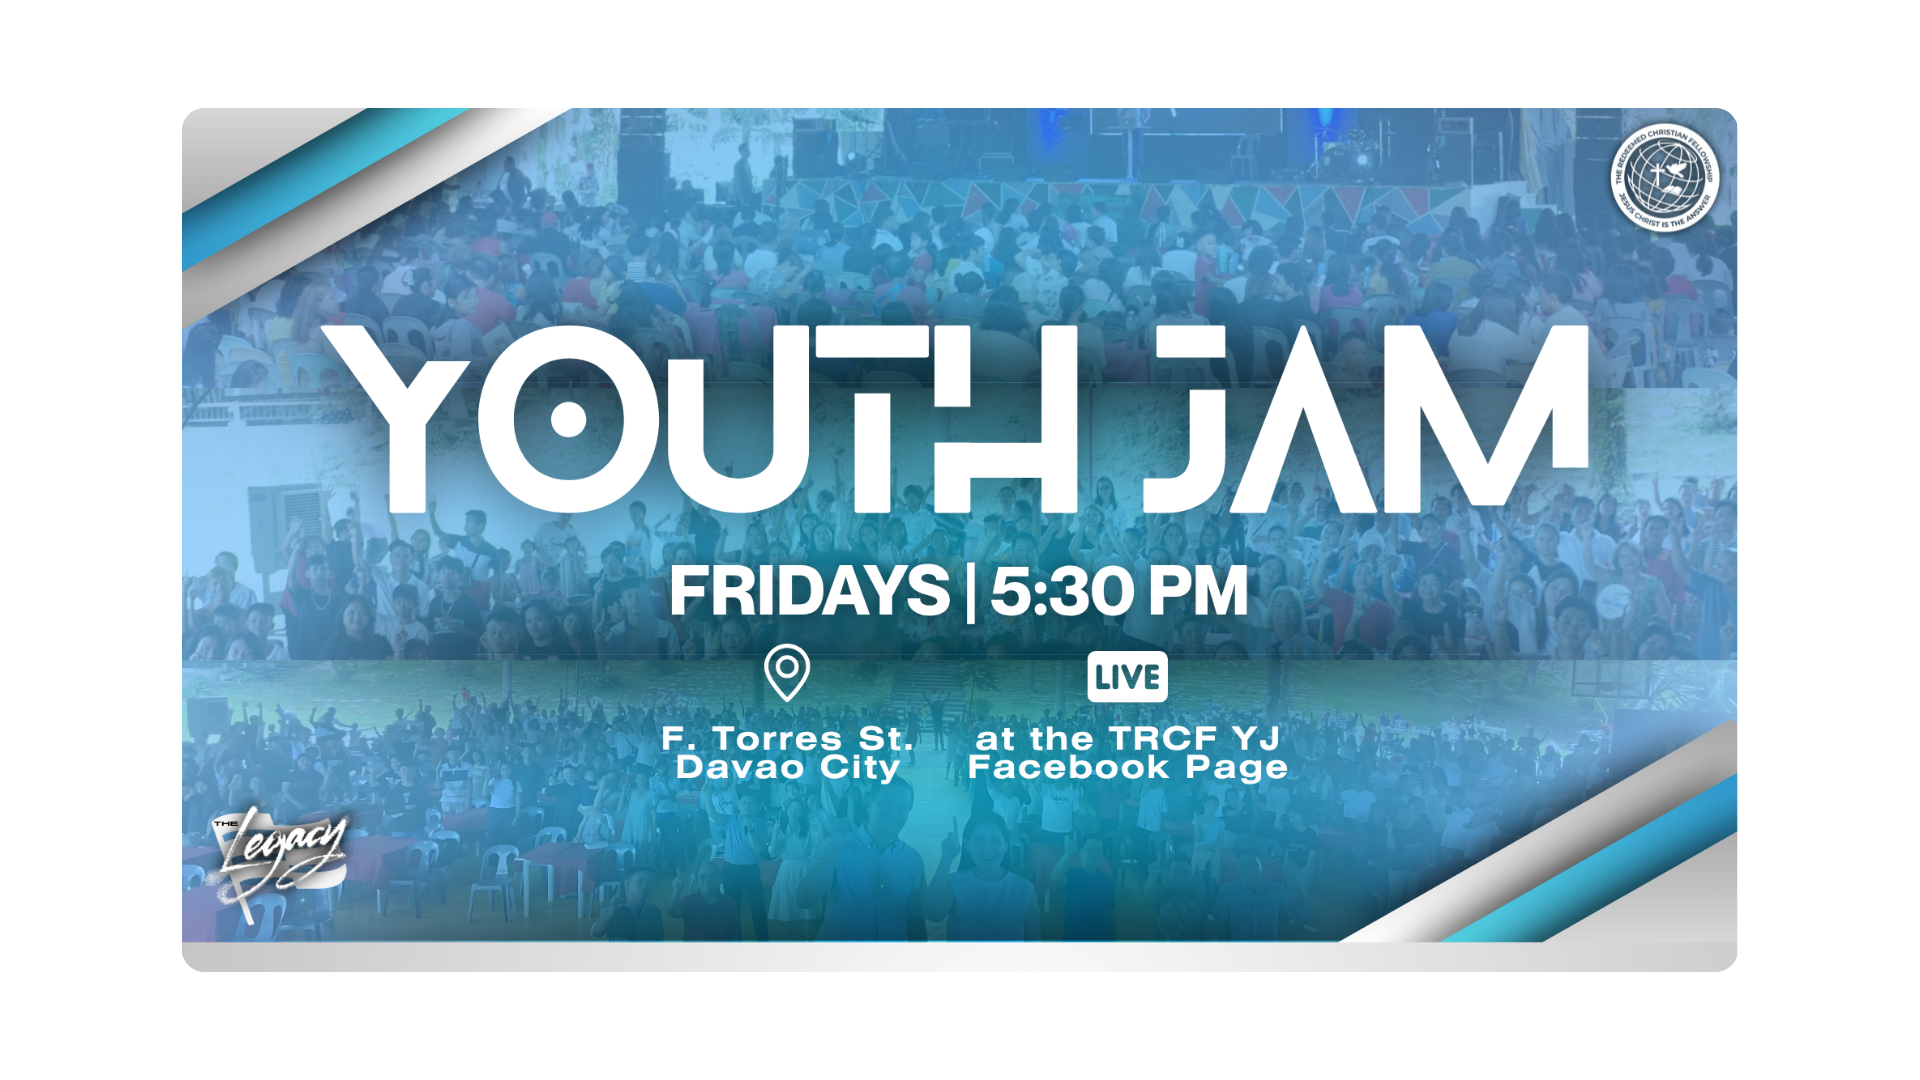 THE REDEEMED CHRISTIAN FELLOWSHIP
JESUS CHRIST IS THE ANSWER
YOUTH JAM
FRIDAYS | 5:30 PM
LIVE
F. Torres St.
Davao City
at the TRCF YJ
Facebook Page
THE
Legacy